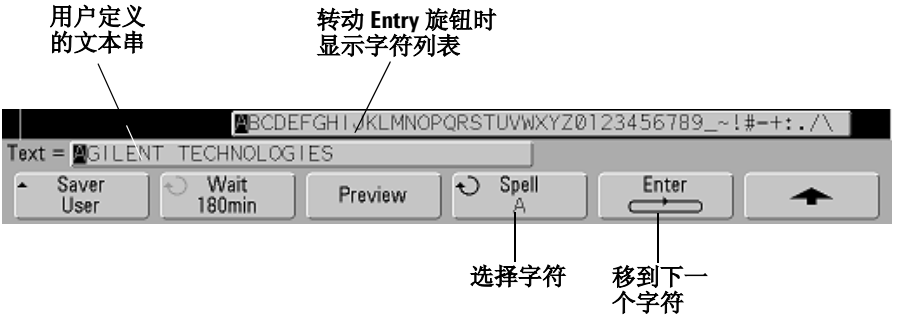 用户定义
的文本串
转动 Entry 旋钮时
显示字符列表
ABCDEFGHIJKLMNOPQRSTUVWXYZ0123456789_~!#-+:./\
Text = AGILENT TECHNOLOGIES
Saver
User
Wait
180min
Preview
Spell
A
Enter
选择字符
移到下一
个字符